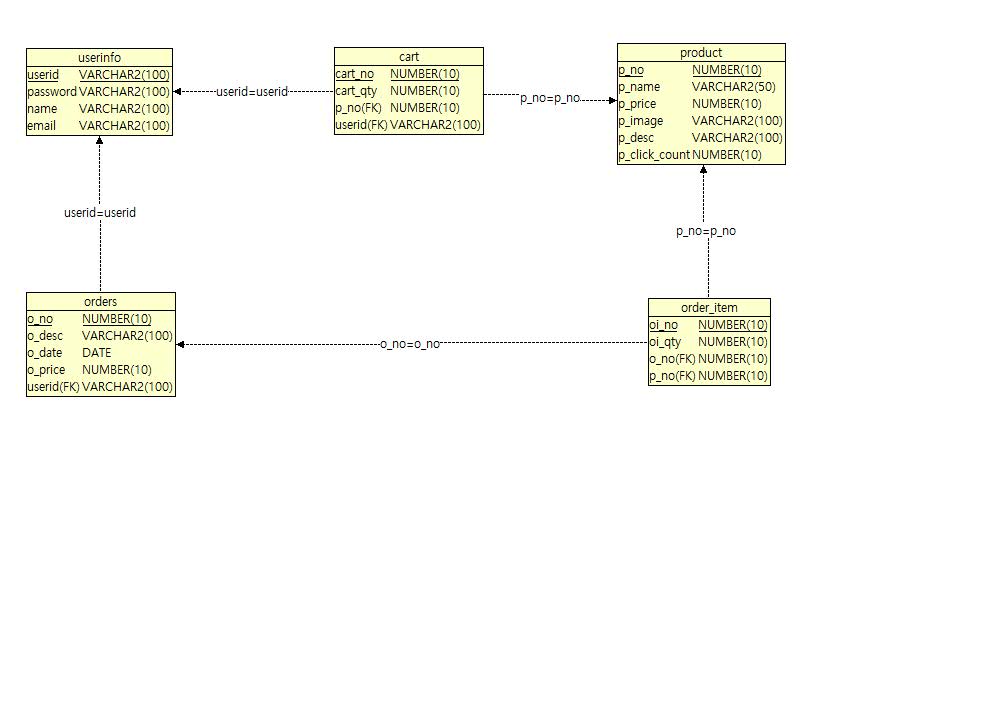 userinfo
userid VARCHAR2(100)
password VARCHAR2(100)
name VARCHAR2(100)
email VARCHAR2(100)
userid=userid
cart
cart_no NUMBER(10)
cart_qty NUMBER(10)
p_no(FK) NUMBER(10)
userid(FK) VARCHAR2(100)
p_no=p_no
product
p_no NUMBER(10)
p_name VARCHAR2(50)
p_price NUMBER(10)
p_image VARCHAR2(100)
p_desc VARCHAR2(100)
p_click_count NUMBER(10)
userid=userid
p_no=p_no
orders
o_no NUMBER(10)
o_desc VARCHAR2(100)
o_date DATE
o_price NUMBER(10)
userid(FK) VARCHAR2(100)
o_no=o_no
order_item
oi_no NUMBER(10)
oi_qty NUMBER(10)
o_no(FK) NUMBER(10)
p_no(FK) NUMBER(10)